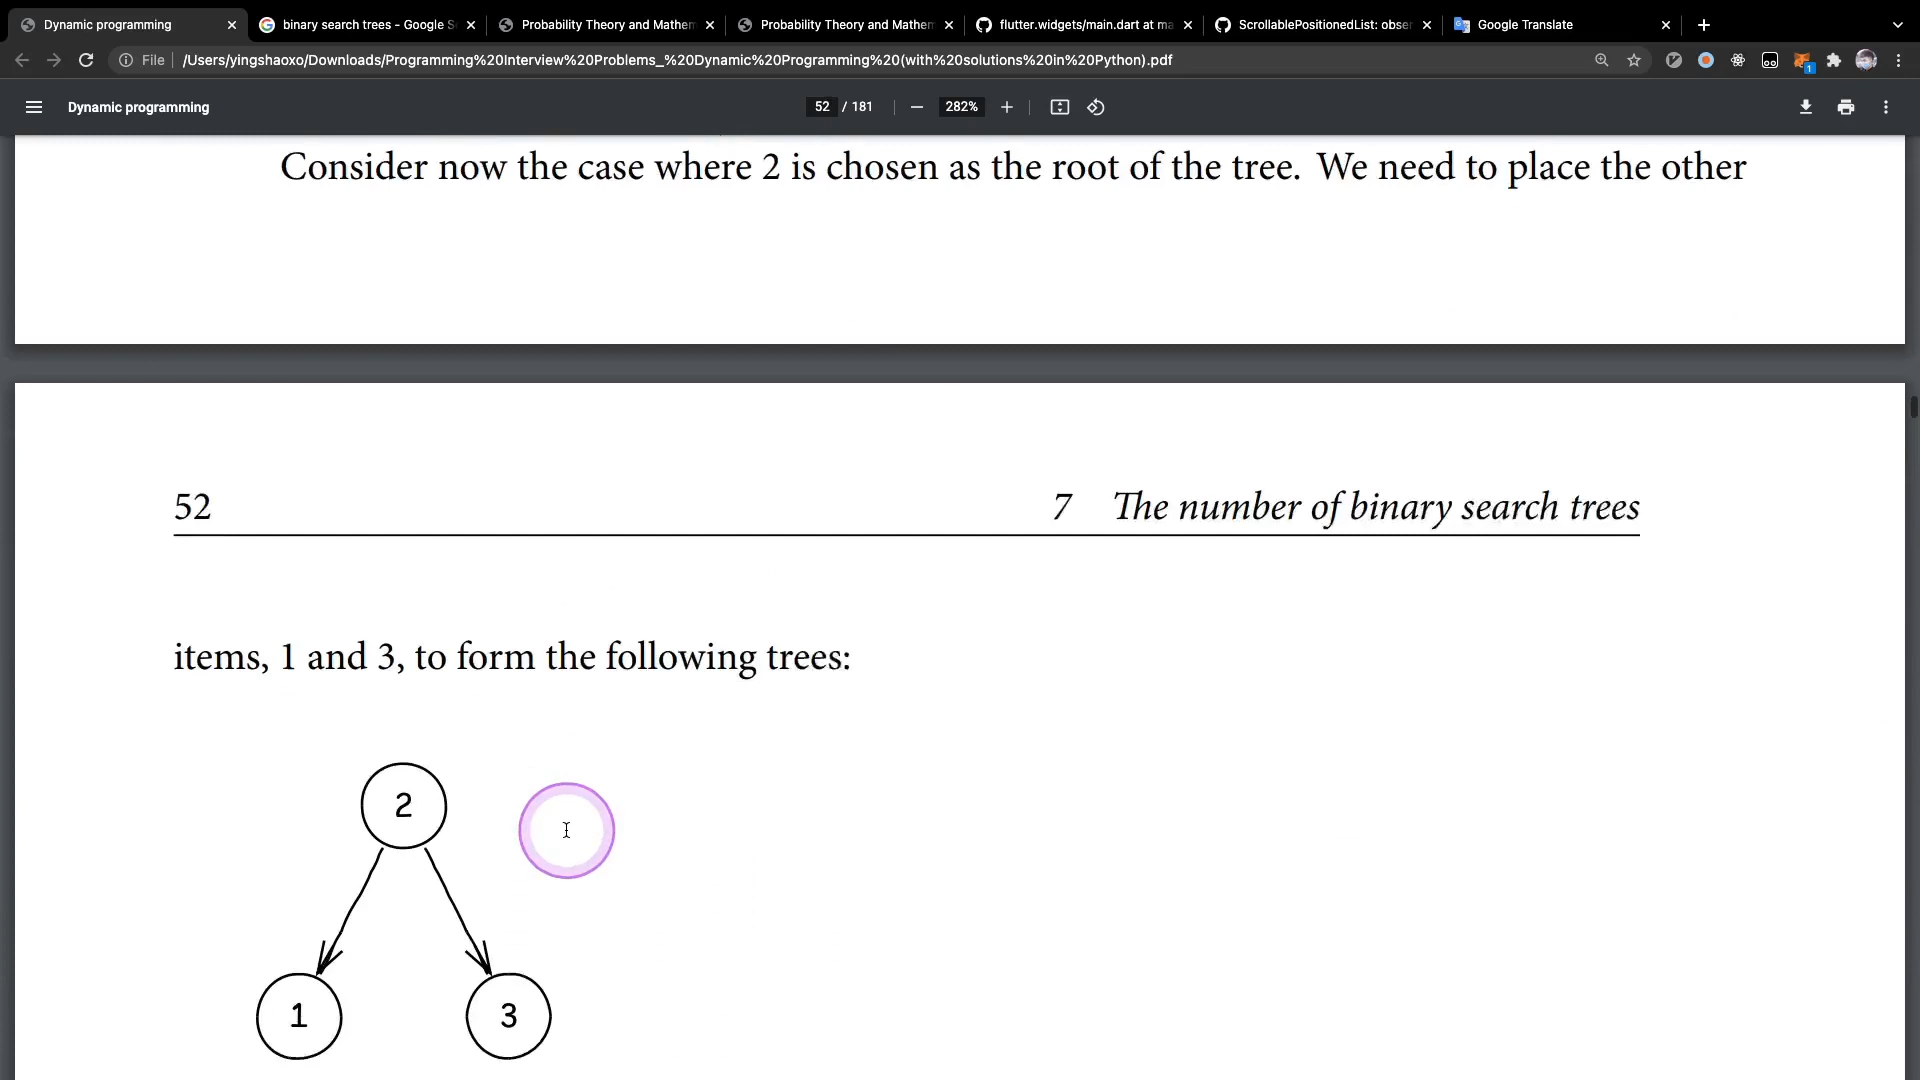 Dynamic programming
binary search trees - Google S
Probability Theory and Mathem
Probability Theory and Mathem
flutter.widgets/main.dart at ma
ScrollablePositionedList: obser
Google Translate
File
/Users/yingshaoxo/Downloads/Programming%20Interview%20Problems_%20Dynamic%20Programming%20(with%20solutions%20in%20Python).pdf
1
Dynamic programming
52 / 181
282%
Consider now the case where 2 is chosen as the root of the tree. We need to place the other
52
7 The number of binary search trees
items, 1 and 3, to form the following trees:
2
1
3